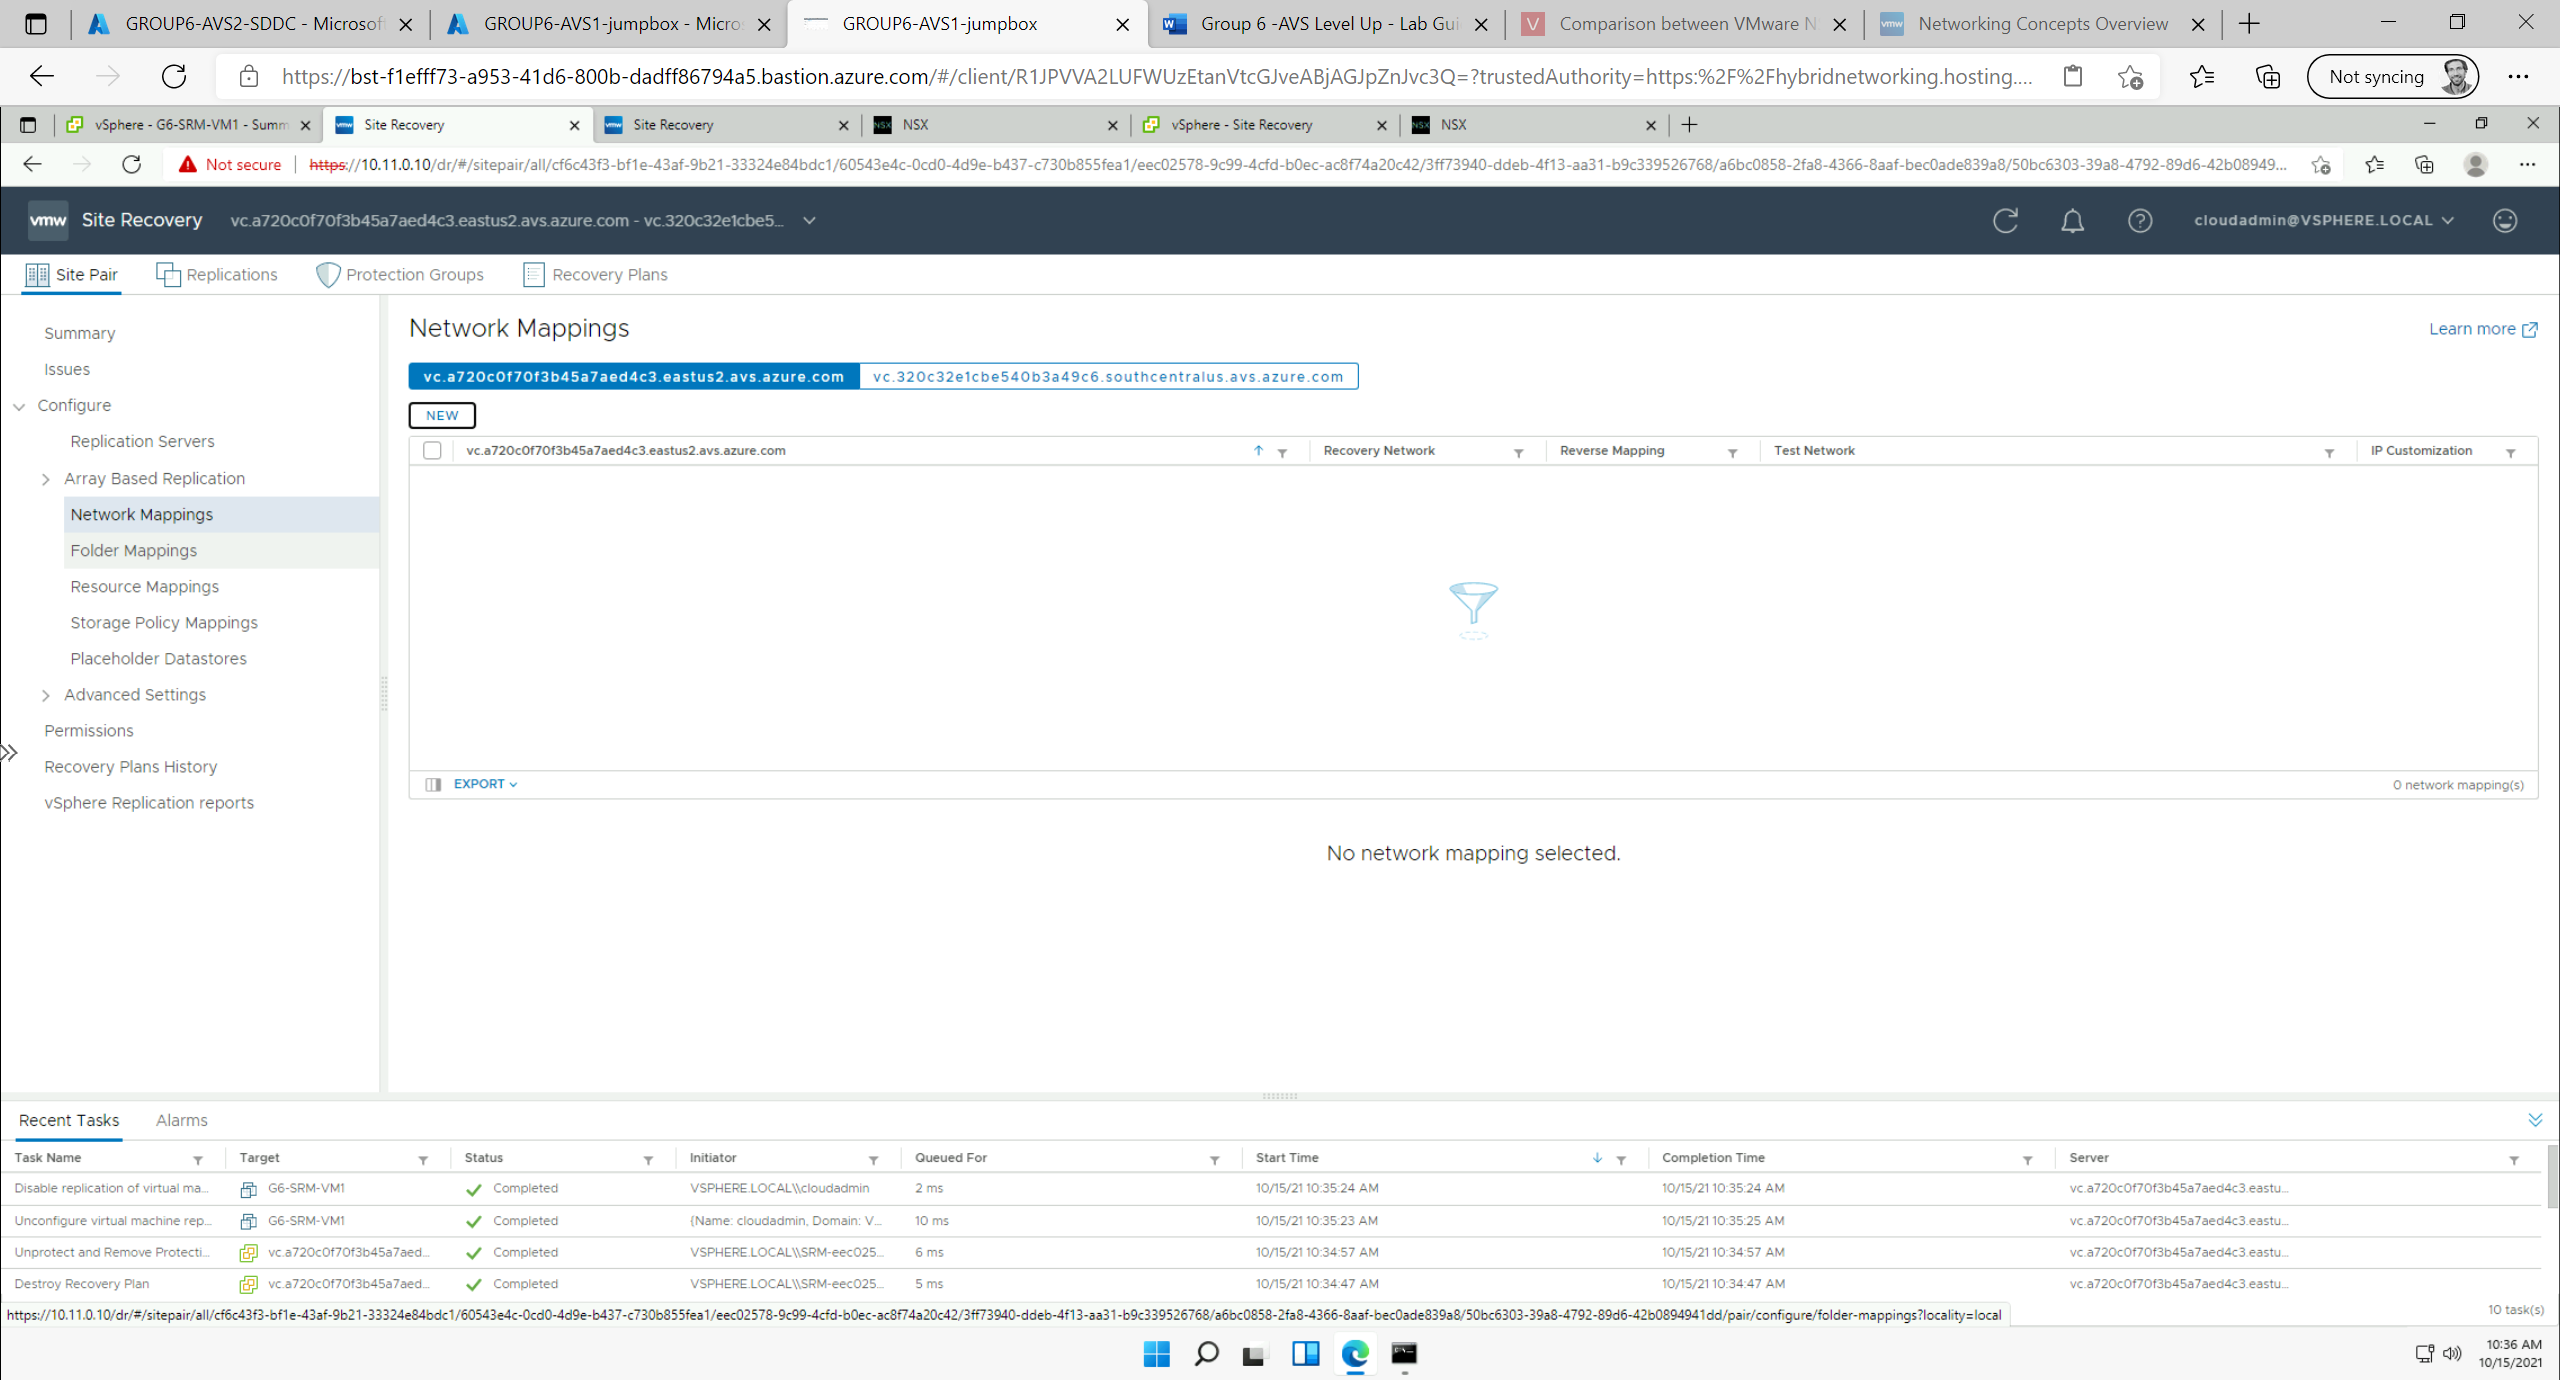 GROUP6-AVS2-SDDC - Microsof
GROUP6-AVS1-jumpbox - Micro
GROUP6-AVS1-jumpbox
Group 6 -AVS Level Up - Lab Gui
Comparison between VMware N
Networking Concepts Overview
https://bst-f1efff73-a953-41d6-800b-dadff86794a5.bastion.azure.com/#/client/R1JPVVA2LUFWUzEtanVtcGJveABjAGJpZnJvc3Q=?trustedAuthority=https:%2F%2Fhybridnetworking.hosting....
Not syncing
vSphere - G6-SRM-VM1 - Summ
Site Recovery
Site Recovery
NSX
vSphere - Site Recovery
NSX
Not secure
https://10.11.0.10/dr/#/sitepair/all/cf6c43f3-bf1e-43af-9b21-33324e84bdc1/60543e4c-0cd0-4d9e-b437-c730b855fea1/eec02578-9c99-4cfd-b0ec-ac8f74a20c42/3ff73940-ddeb-4f13-aa31-b9c339526768/a6bc0858-2fa8-4366-8aaf-bec0ade839a8/50bc6303-39a8-4792-89d6-42b08949...
vmw Site Recovery
vc.a720c0f70f3b45a7aed4c3.eastus2.avs.azure.com - vc.320c32e1cbe5...
cloudadmin@VSPHERE.LOCAL
Site Pair
Replications
Protection Groups
Recovery Plans
Summary
Issues
Configure
Replication Servers
Array Based Replication
Network Mappings
Folder Mappings
Resource Mappings
Storage Policy Mappings
Placeholder Datastores
Advanced Settings
Permissions
Recovery Plans History
vSphere Replication reports
Network Mappings
Learn more
vc.a720c0f70f3b45a7aed4c3.eastus2.avs.azure.com
vc.320c32e1cbe540b3a49c6.southcentralus.avs.azure.com
NEW
vc.a720c0f70f3b45a7aed4c3.eastus2.avs.azure.com
Recovery Network
Reverse Mapping
Test Network
IP Customization
EXPORT
0 network mapping(s)
No network mapping selected.
Recent Tasks
Alarms
Task Name Target Status Initiator Queued For Start Time Completion Time Server
Disable replication of virtual ma... G6-SRM-VM1 Completed VSPHERE.LOCAL\\cloudadmin 2 ms 10/15/21 10:35:24 AM 10/15/21 10:35:24 AM vc.a720c0f70f3b45a7aed4c3.eastu...
Unconfigure virtual machine rep... G6-SRM-VM1 Completed (Name: cloudadmin, Domain: V... 10 ms 10/15/21 10:35:23 AM 10/15/21 10:35:25 AM vc.a720c0f70f3b45a7aed4c3.eastu...
Unprotect and Remove Protecti... vc.a720c0f70f3b45a7aed... Completed VSPHERE.LOCAL\\SRM-eec025... 6 ms 10/15/21 10:34:57 AM 10/15/21 10:34:57 AM vc.a720c0f70f3b45a7aed4c3.eastu...
Destroy Recovery Plan vc.a720c0f70f3b45a7aed... Completed VSPHERE.LOCAL\\SRM-eec025... 5 ms 10/15/21 10:34:47 AM 10/15/21 10:34:47 AM vc.a720c0f70f3b45a7aed4c3.eastu...
https://10.11.0.10/dr/#/sitepair/all/cf6c43f3-bf1e-43af-9b21-33324e84bdc1/60543e4c-0cd0-4d9e-b437-c730b855fea1/eec02578-9c99-4cfd-b0ec-ac8f74a20c42/3ff73940-ddeb-4f13-aa31-b9c339526768/a6bc0858-2fa8-4366-8aaf-bec0ade839a8/50bc6303-39a8-4792-89d6-42b0894941dd/pair/configure/folder-mappings?locality=local
10 task(s)
10:36 AM
10/15/2021